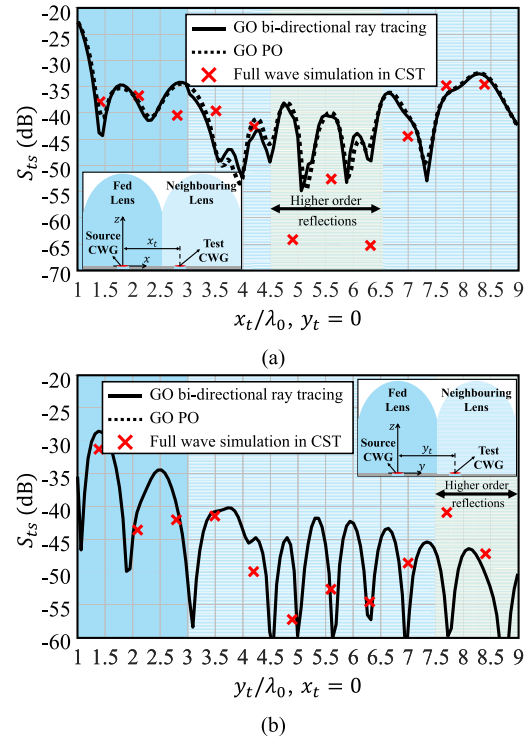 GO bi-directional ray tracing
GO PO
Full wave simulation in CST
S_ts (dB)
-20
-25
-30
-35
-40
-45
-50
-55
-60
-65
-70
Fed Lens
Neighbouring Lens
z
x_t
Source CWG
x
Test CWG
Higher order reflections
1 1.5 2 2.5 3 3.5 4 4.5 5 5.5 6 6.5 7 7.5 8 8.5 9
x_t/λ_0, y_t = 0
(a)
GO bi-directional ray tracing
GO PO
Full wave simulation in CST
S_ts (dB)
-20
-25
-30
-35
-40
-45
-50
-55
-60
Fed Lens
Neighbouring Lens
z
y_t
Source CWG
y
Test CWG
Higher order reflections
1 1.5 2 2.5 3 3.5 4 4.5 5 5.5 6 6.5 7 7.5 8 8.5 9
y_t/λ_0, x_t = 0
(b)